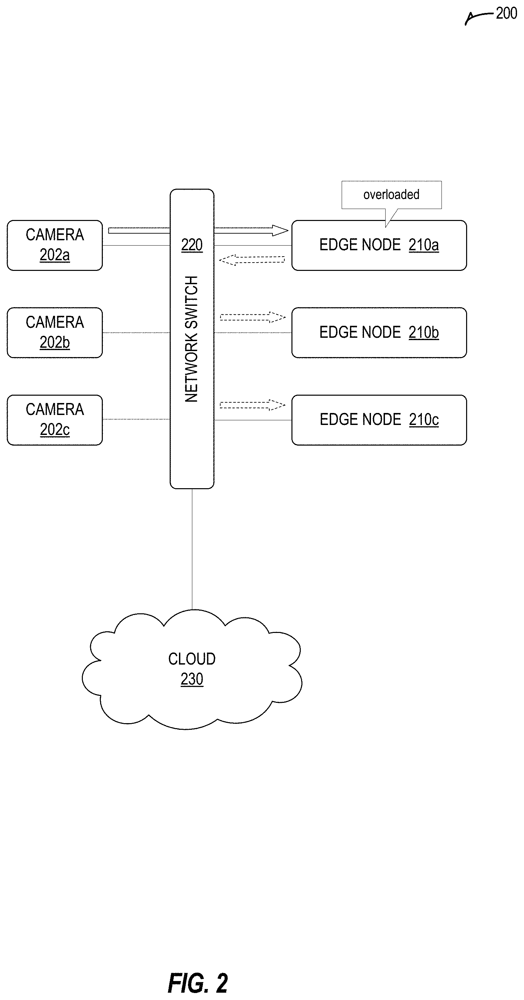 200
overloaded
CAMERA
202a
220
EDGE NODE 210a
NETWORK SWITCH
CAMERA
202b
EDGE NODE 210b
CAMERA
202c
EDGE NODE 210c
CLOUD
230
FIG. 2